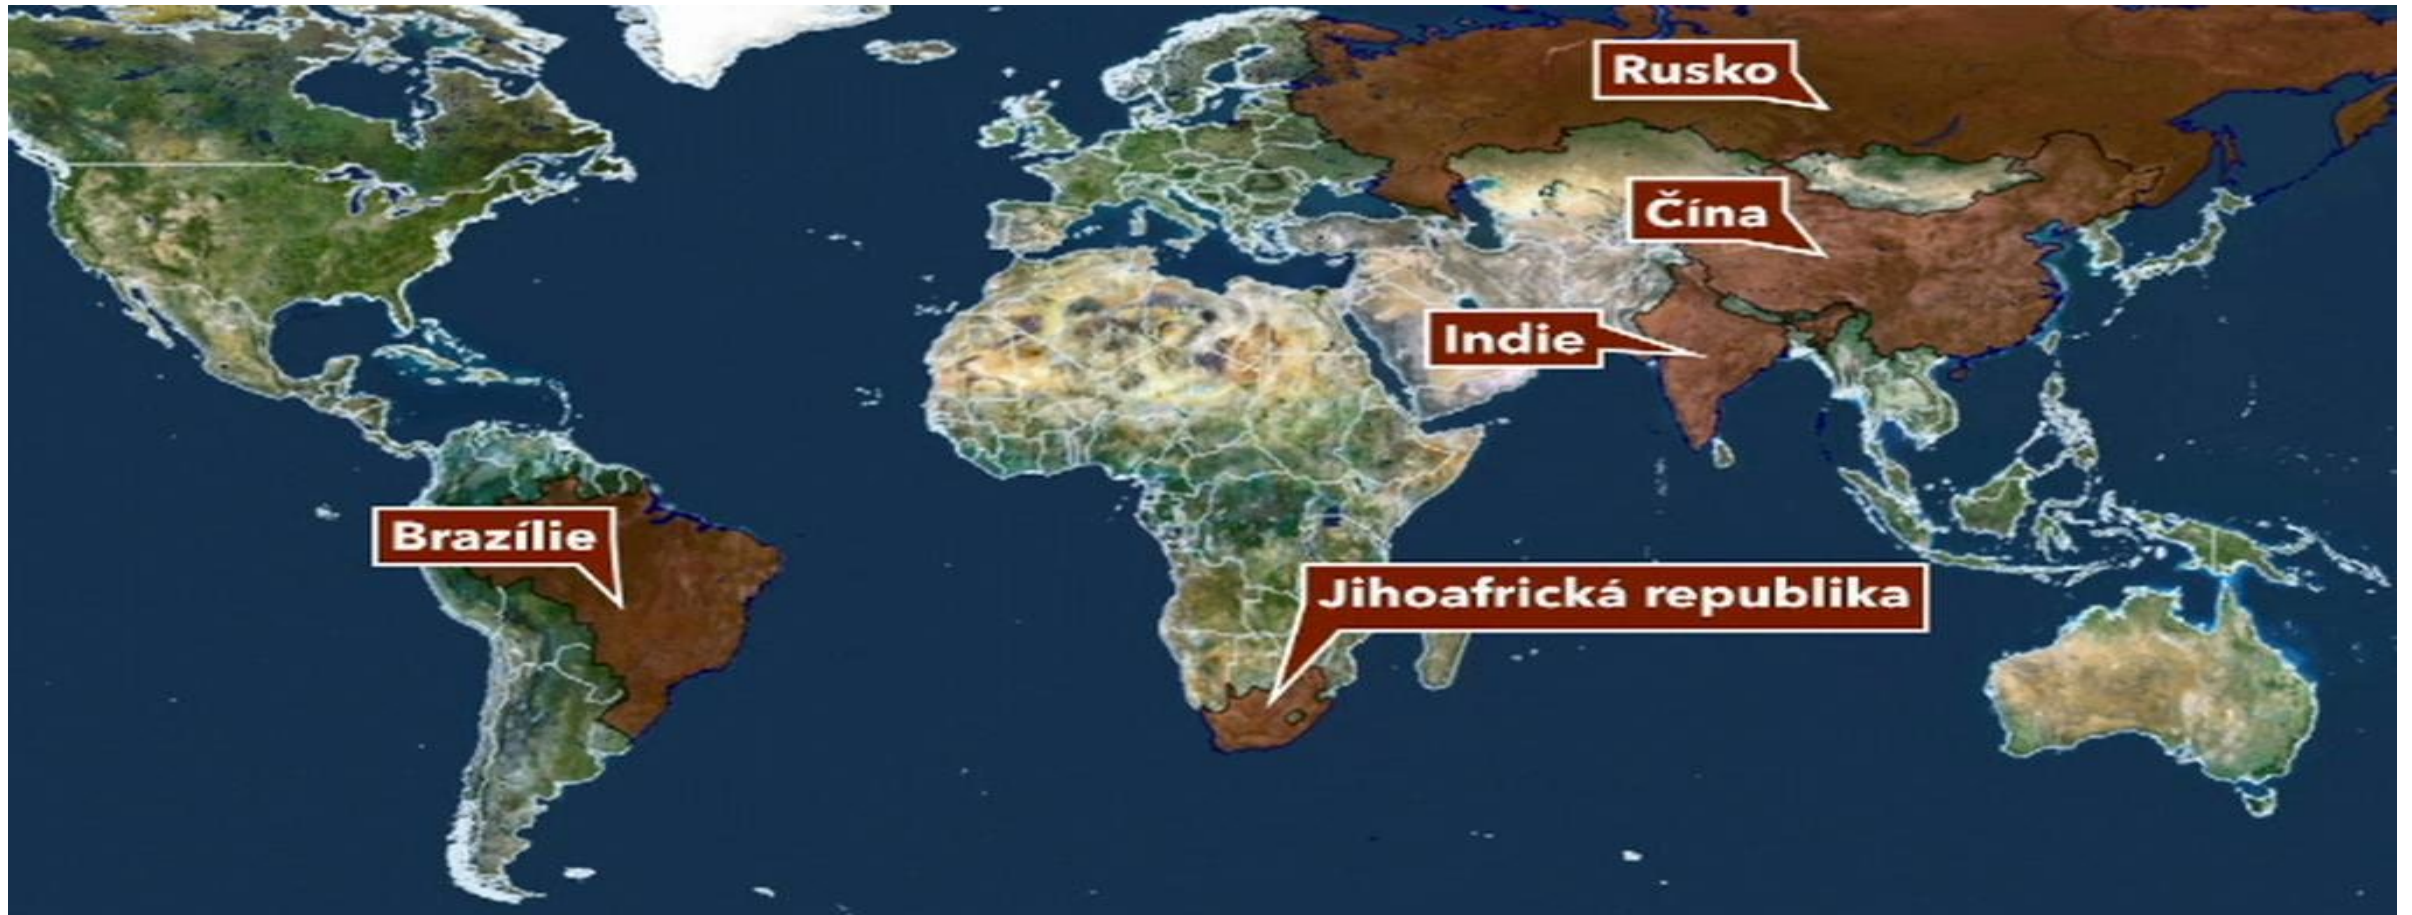 Rusko
Čína
Indie
Brazílie
Jihoafrická republika